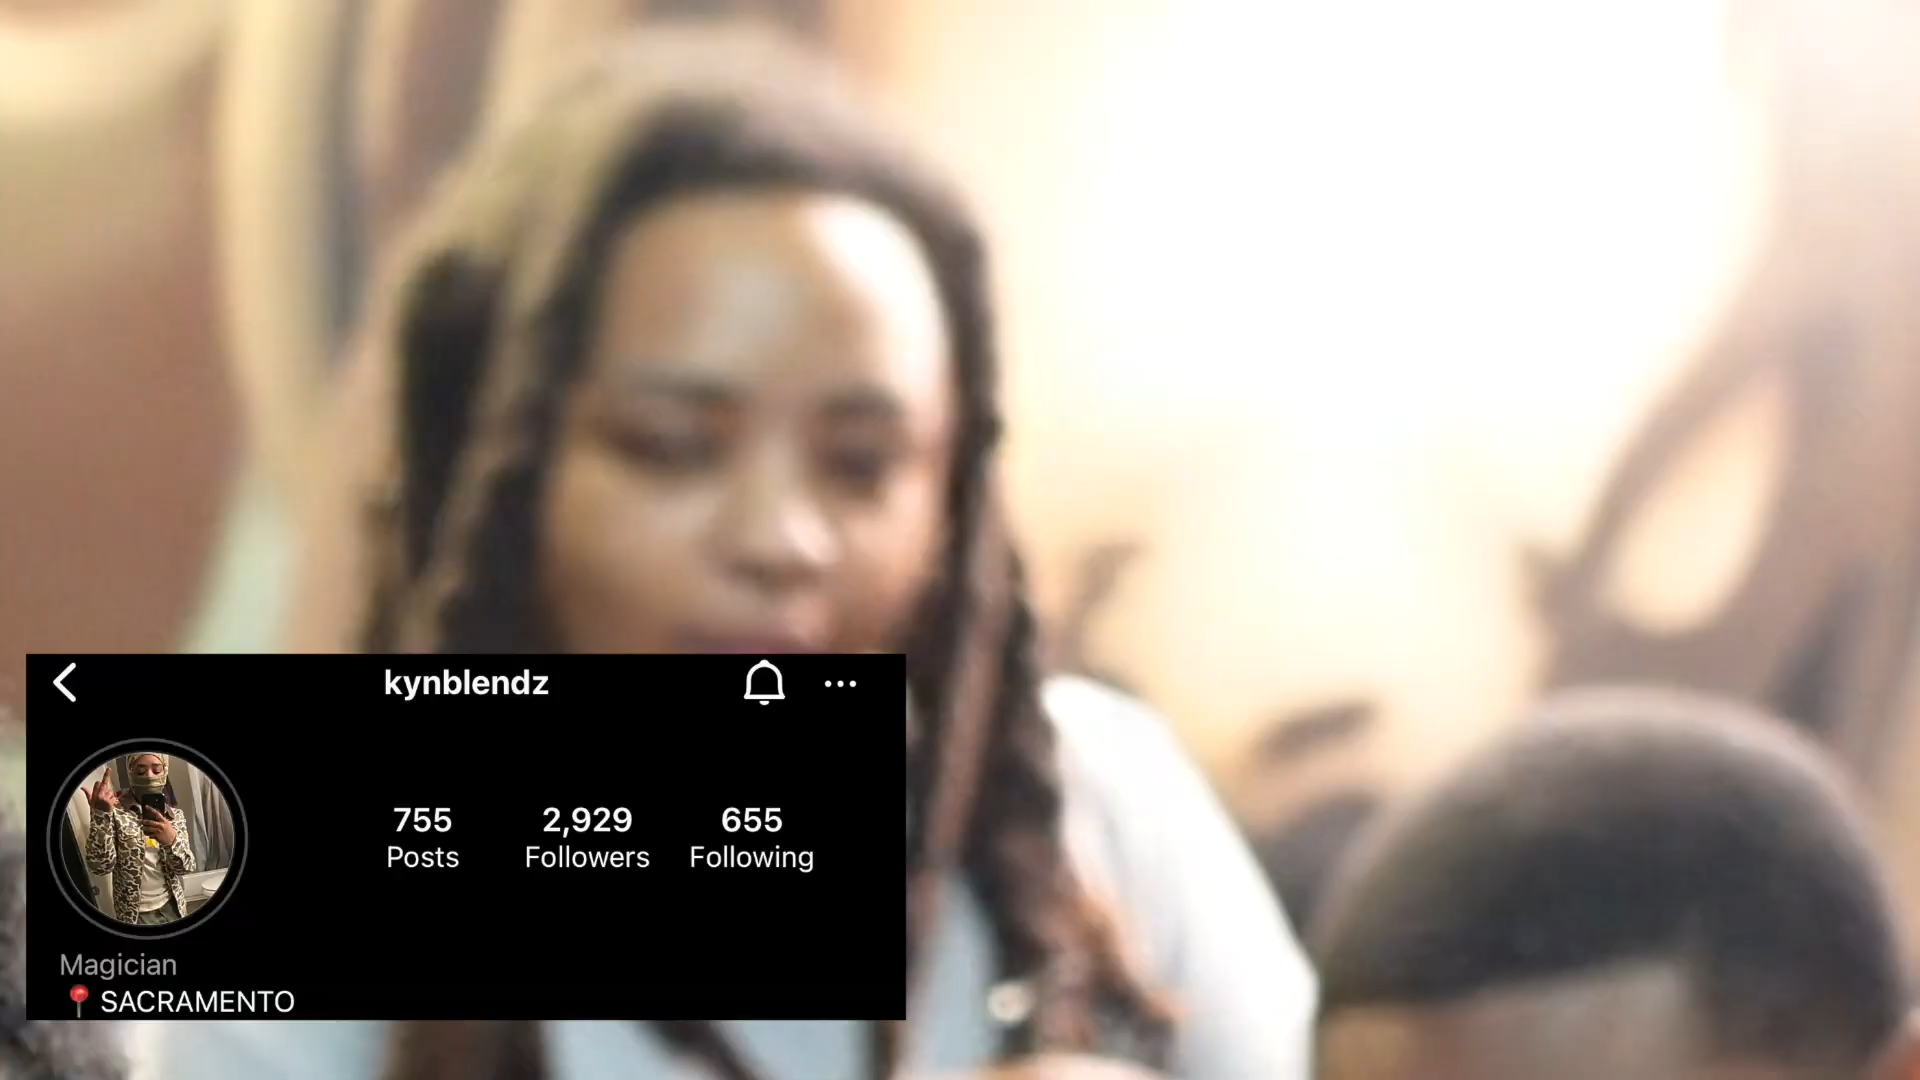 kynblendz
755 2,929 655
Posts Followers Following
Magician
📍 SACRAMENTO